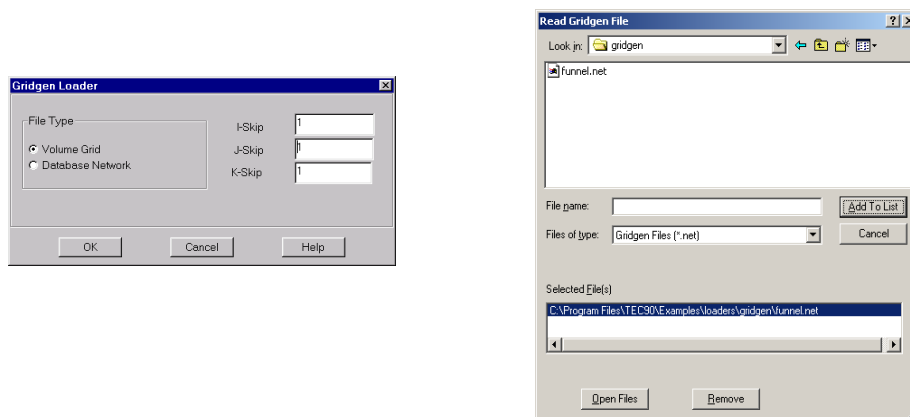 Gridgen Loader
File Type
Volume Grid
Database Network
I-Skip 1
J-Skip 1
K-Skip 1
OK Cancel Help
Read Gridgen File
Look in: gridgen
funnel.net
File name: Add To List
Files of type: Gridgen Files (*.net) Cancel
Selected File(s)
C:\Program Files\TEC90\Examples\loaders\gridgen\funnel.net
Open Files Remove